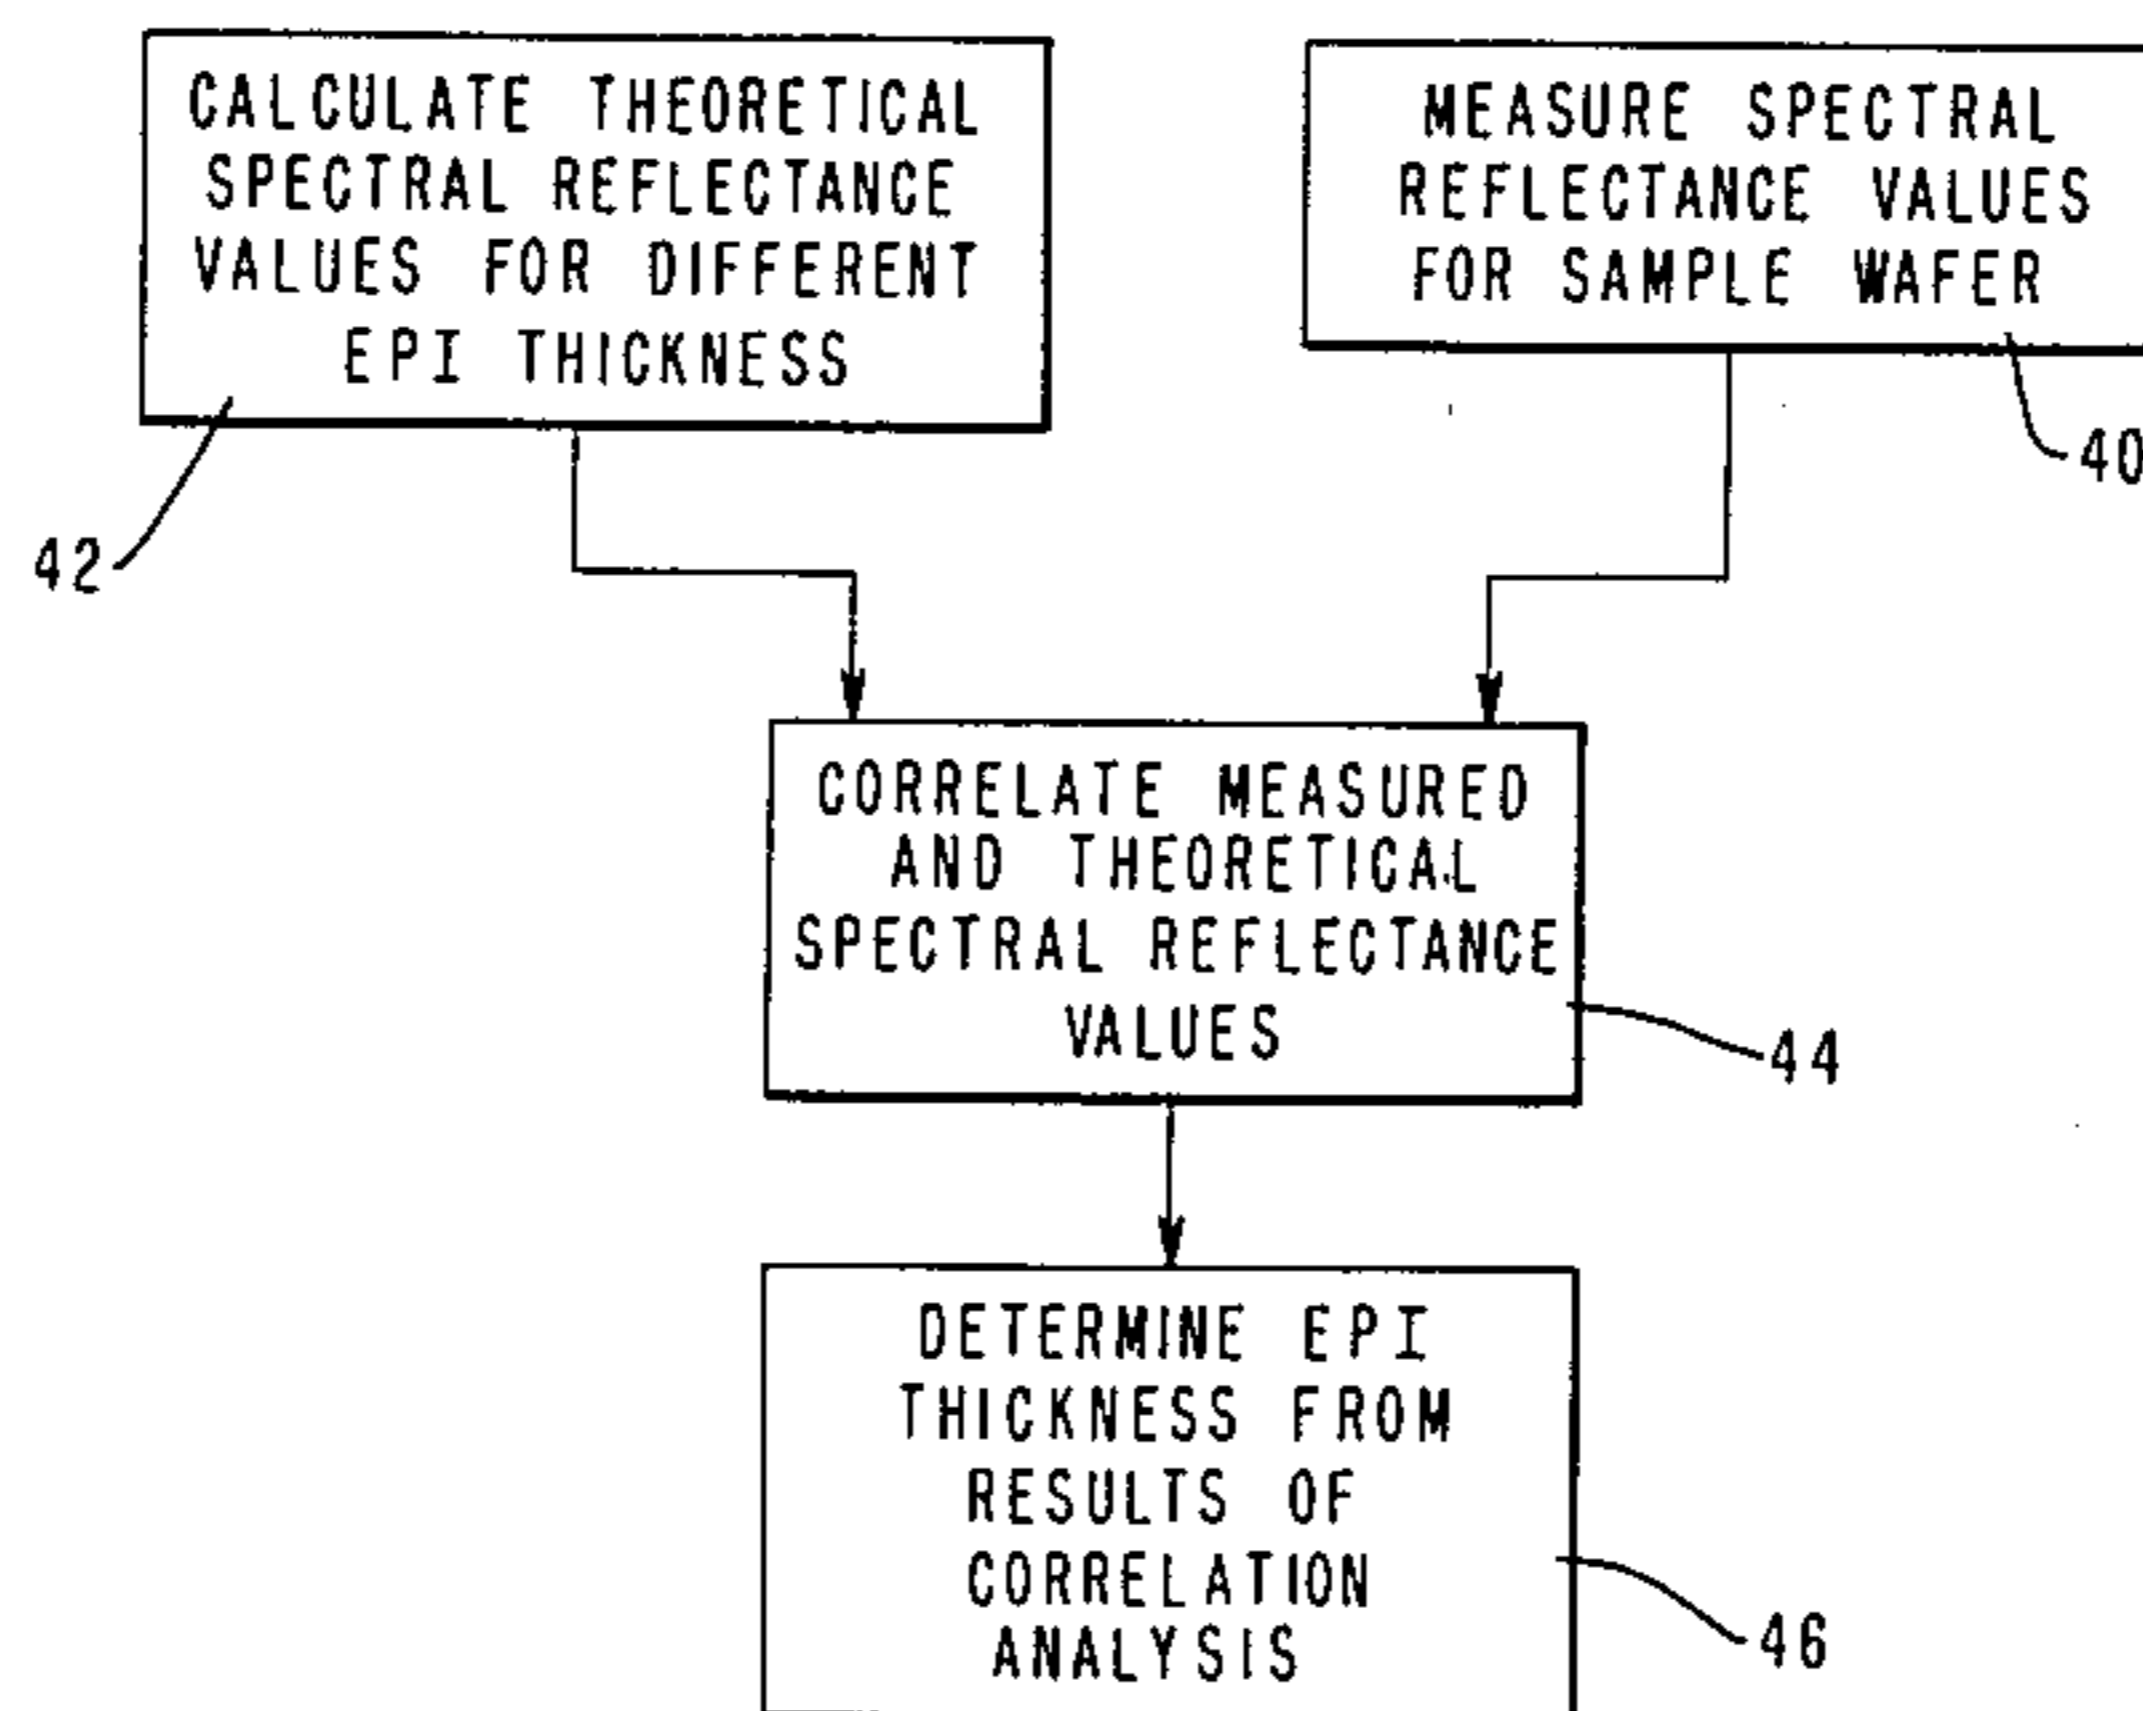 CALCULATE THEORETICAL
SPECTRAL REFLECTANCE
VALUES FOR DIFFERENT
EPI THICKNESS
42
MEASURE SPECTRAL
REFLECTANCE VALUES
FOR SAMPLE WAFER
40
CORRELATE MEASURED
AND THEORETICAL
SPECTRAL REFLECTANCE
VALUES
44
DETERMINE EPI
THICKNESS FROM
RESULTS OF
CORRELATION
ANALYSIS
46